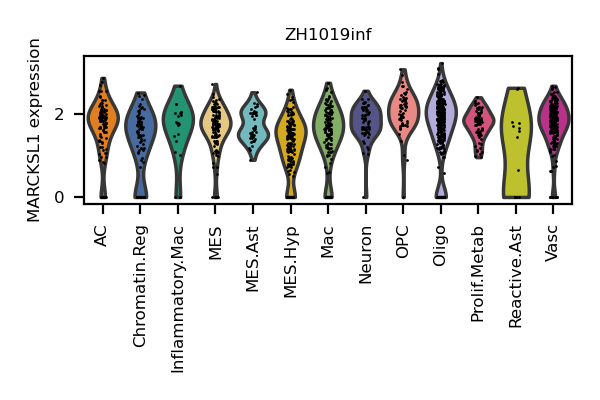 ZH1019inf
MARCKSL1 expression
2
0
AC
Chromatin.Reg
Inflammatory.Mac
MES
MES.Ast
MES.Hyp
Mac
Neuron
OPC
Oligo
Prolif.Metab
Reactive.Ast
Vasc